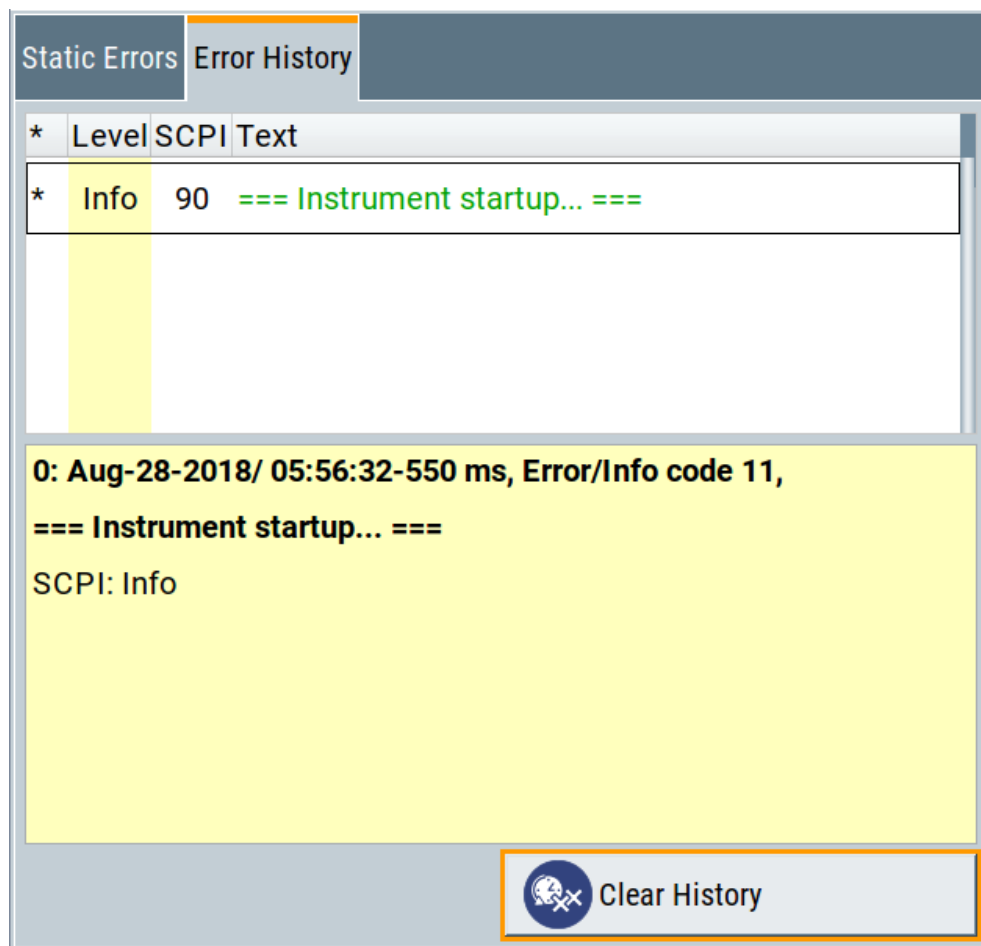 Static Errors Error History
* Level SCPI Text
* Info 90 === Instrument startup... ===
0: Aug-28-2018/ 05:56:32-550 ms, Error/Info code 11,
=== Instrument startup... ===
SCPI: Info
Clear History